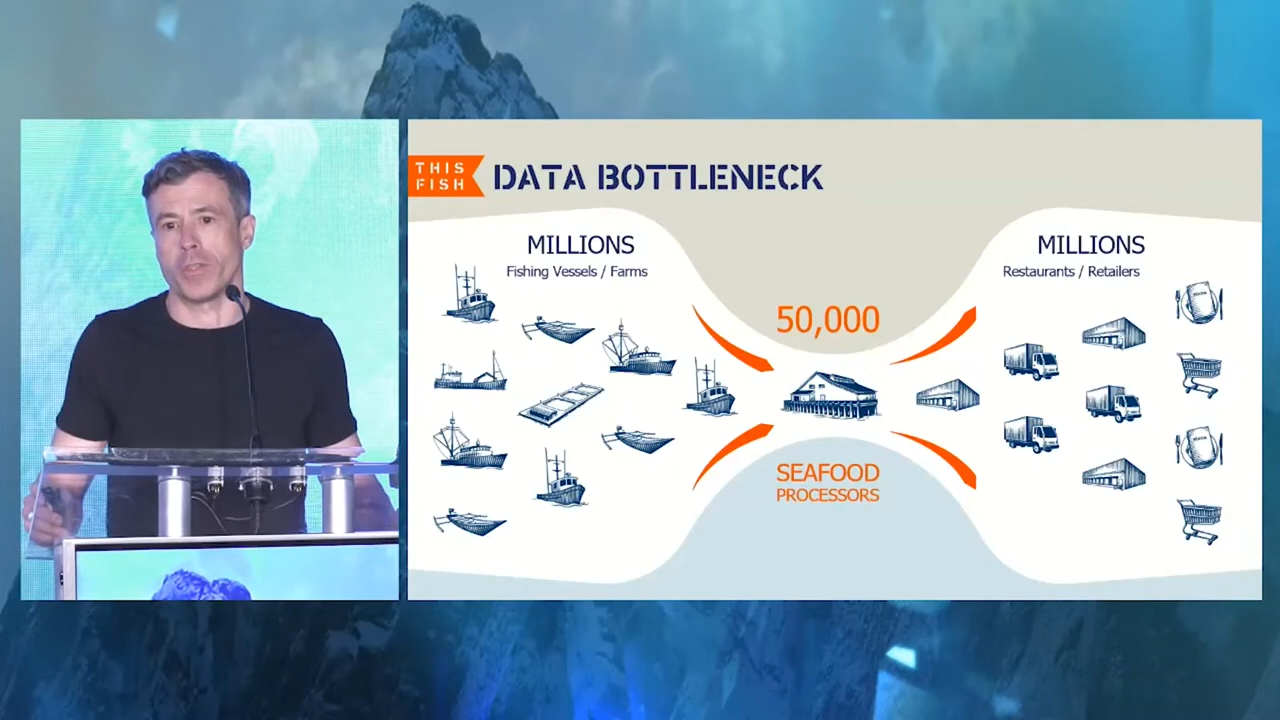 THIS
FISH
DATA BOTTLENECK
MILLIONS
Fishing Vessels / Farms
50,000
SEAFOOD
PROCESSORS
MILLIONS
Restaurants / Retailers